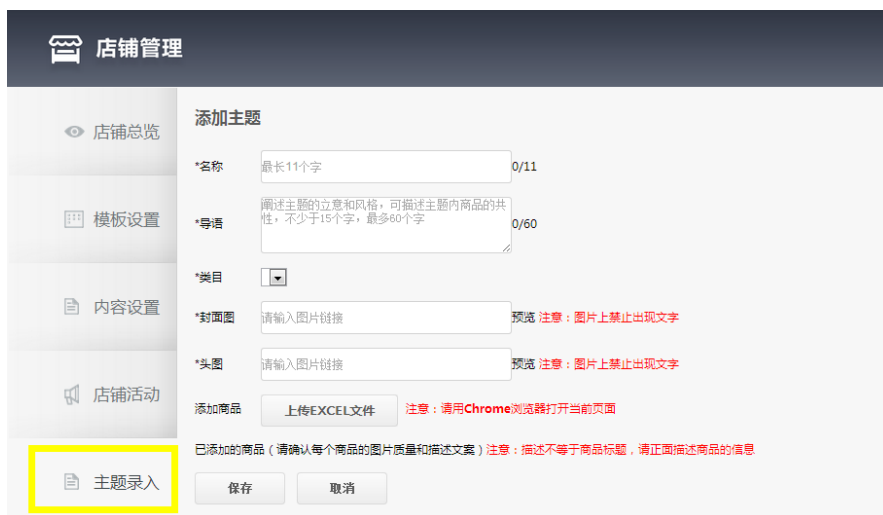 店铺管理
店铺总览
模板设置
内容设置
店铺活动
主题录入
添加主题
*名称 最长11个字 0/11
*导语 阐述主题的立意和风格，可描述主题内商品的共
性，不少于15个字，最多60个字 0/60
*类目
*封面图 请输入图片链接 预览 注意：图片上禁止出现文字
*头图 请输入图片链接 预览 注意：图片上禁止出现文字
添加商品 上传EXCEL文件 注意：请用Chrome浏览器打开当前页面
已添加的商品（请确认每个商品的图片质量和描述文案）注意：描述不等于商品标题，请正面描述商品的信息
保存 取消